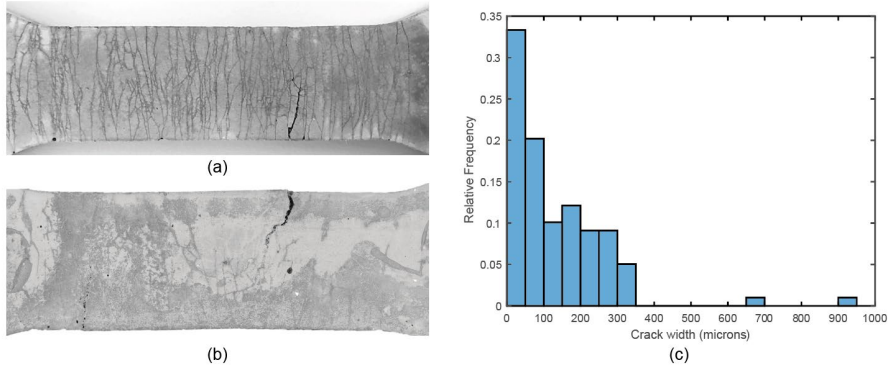 (a)
(b)
0.35
0.3
0.25
0.2
0.15
0.1
0.05
0
Relative Frequency
0 100 200 300 400 500 600 700 800 900 1000
Crack width (microns)
(c)